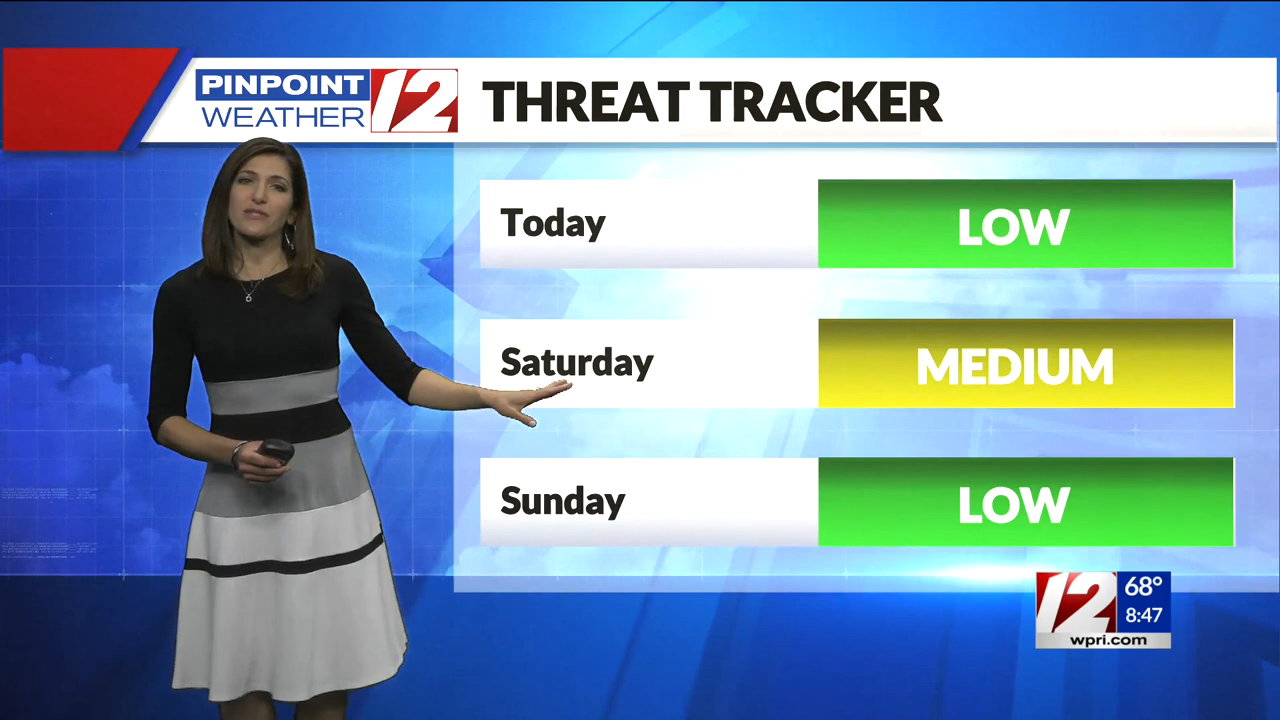 PINPOINT
WEATHER
12
THREAT TRACKER
Today
LOW
Saturday
MEDIUM
Sunday
LOW
12
68°
8:47
wpri.com